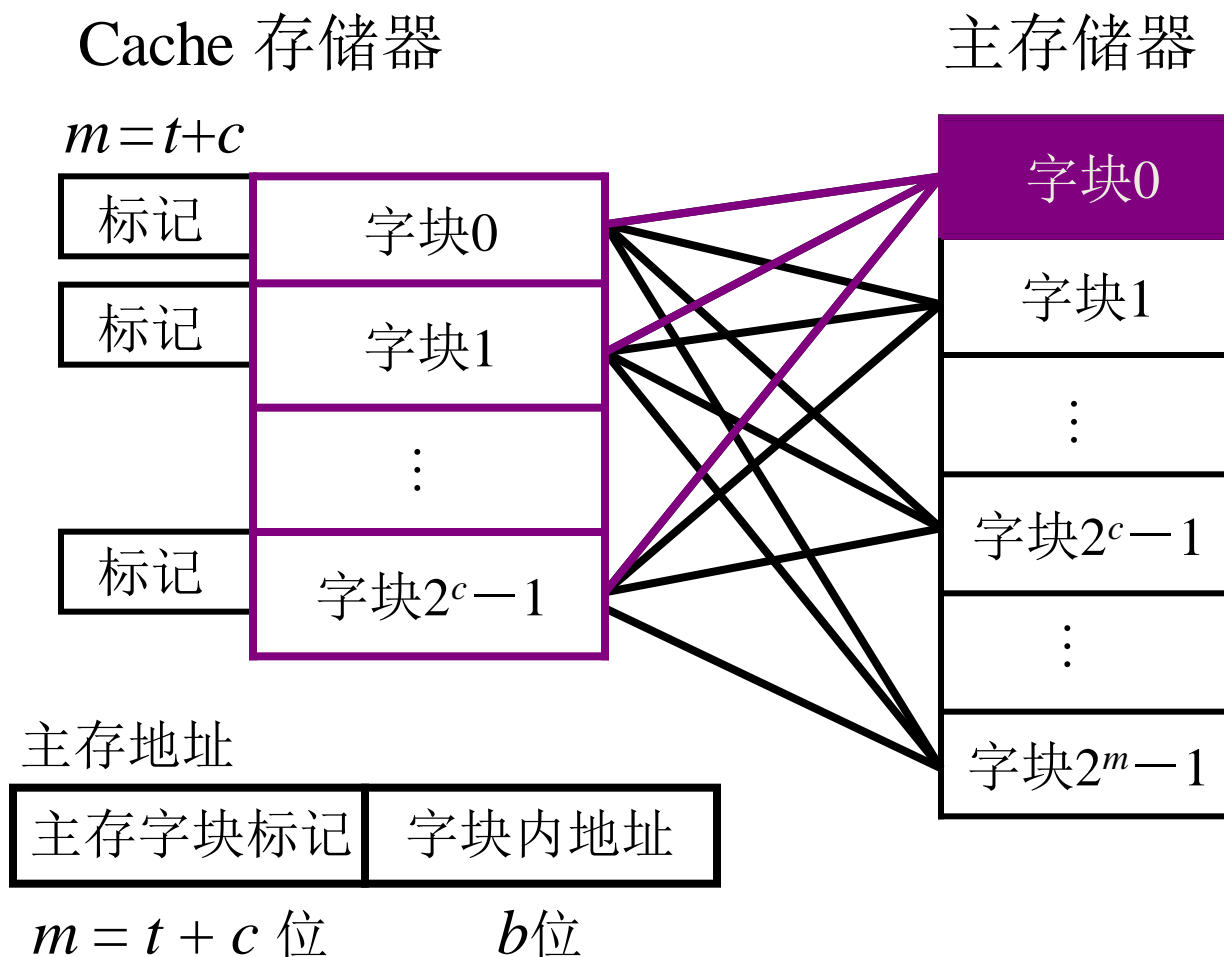 Cache 存储器
主存储器
m = t+c
标记
字块0
字块0
标记
字块1
字块1
⋮
⋮
标记
字块2ᶜ－1
字块2ᶜ－1
⋮
字块2ᵐ－1
主存地址
主存字块标记 字块内地址
m = t + c 位 b位